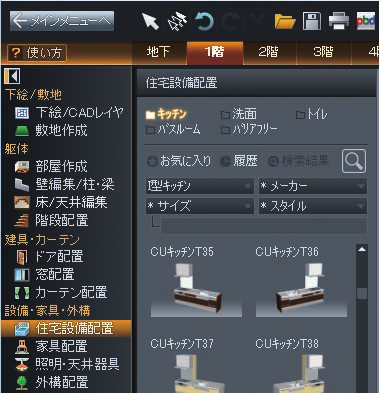 メインメニューへ
pbd
? 使い方
地下 1階 2階 3階
下絵/敷地
下絵/CADレイヤ
敷地作成
躯体
部屋作成
壁編集/柱・梁
床/天井編集
階段配置
建具・カーテン
ドア配置
窓配置
カーテン配置
設備・家具・外構
住宅設備配置
家具配置
照明・天井器具
外構配置
住宅設備配置
キッチン 洗面 トイレ
バスルーム バリアフリー
お気に入り 履歴 検索結果
I型キッチン * メーカー
* サイズ * スタイル
CUキッチンT35 CUキッチンT36
CUキッチンT37 CUキッチンT38